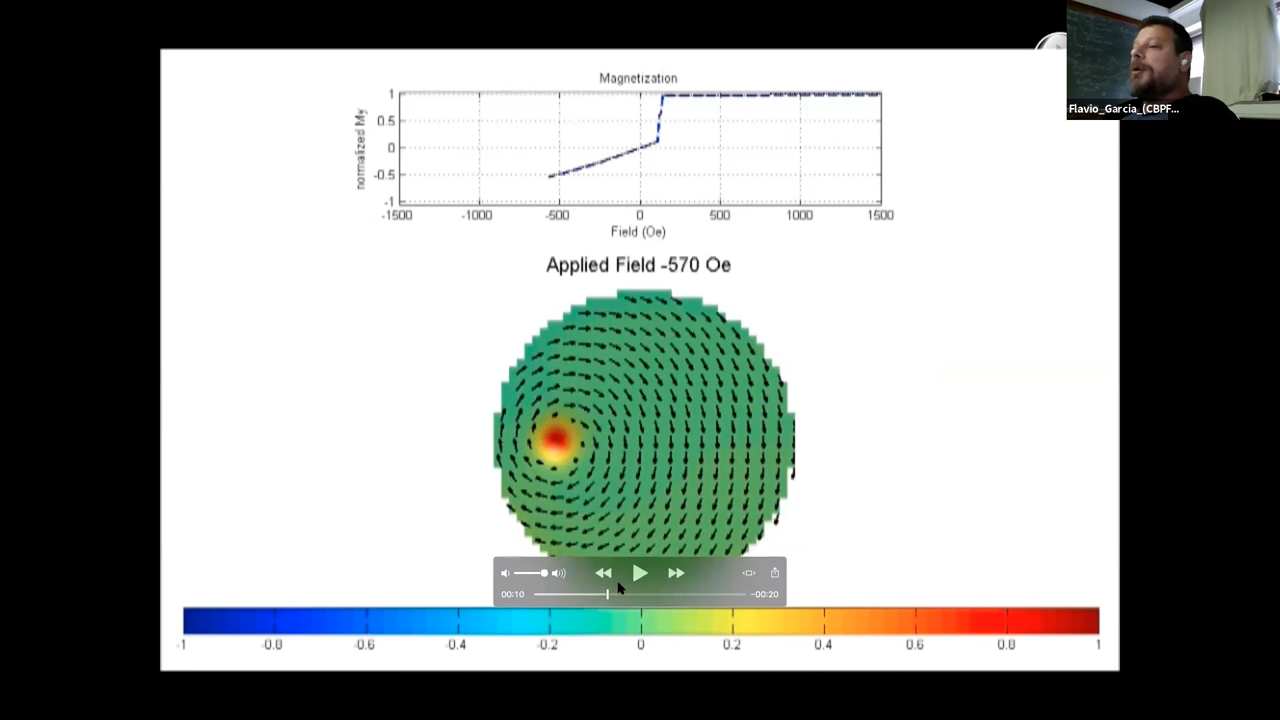 Magnetization
1
0.5
0
-0.5
-1
normalized My
-1500 -1000 -500 0 500 1000 1500
Field (Oe)
Applied Field -570 Oe
00:10 -00:20
-1 -0.8 -0.6 -0.4 -0.2 0 0.2 0.4 0.6 0.8 1
Flavio_Garcia_(CBPF...